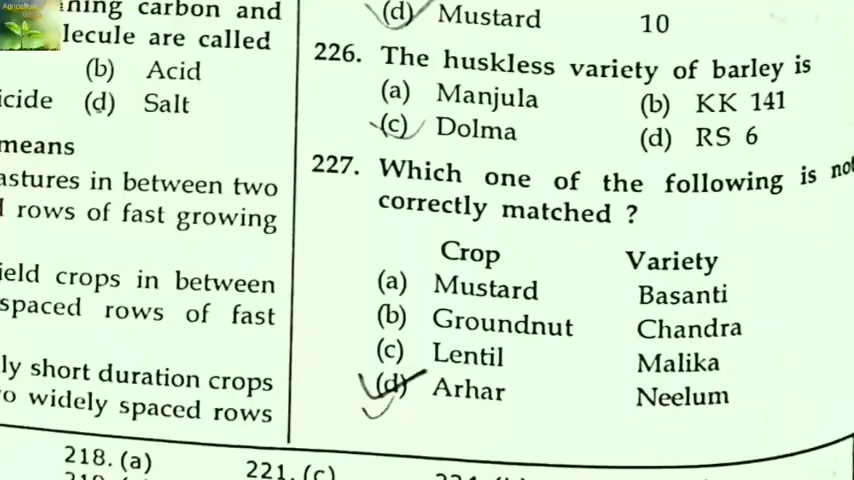 Agriculture
ning carbon and
lecule are called
(b) Acid
icide (d) Salt
means
astures in between two
rows of fast growing
ield crops in between
spaced rows of fast
ly short duration crops
o widely spaced rows
(d) Mustard 10
226. The huskless variety of barley is
(a) Manjula (b) KK 141
(c) Dolma (d) RS 6
227. Which one of the following is not
correctly matched ?
Crop Variety
(a) Mustard Basanti
(b) Groundnut Chandra
(c) Lentil Malika
(d) Arhar Neelum
218. (a) 221. (c)